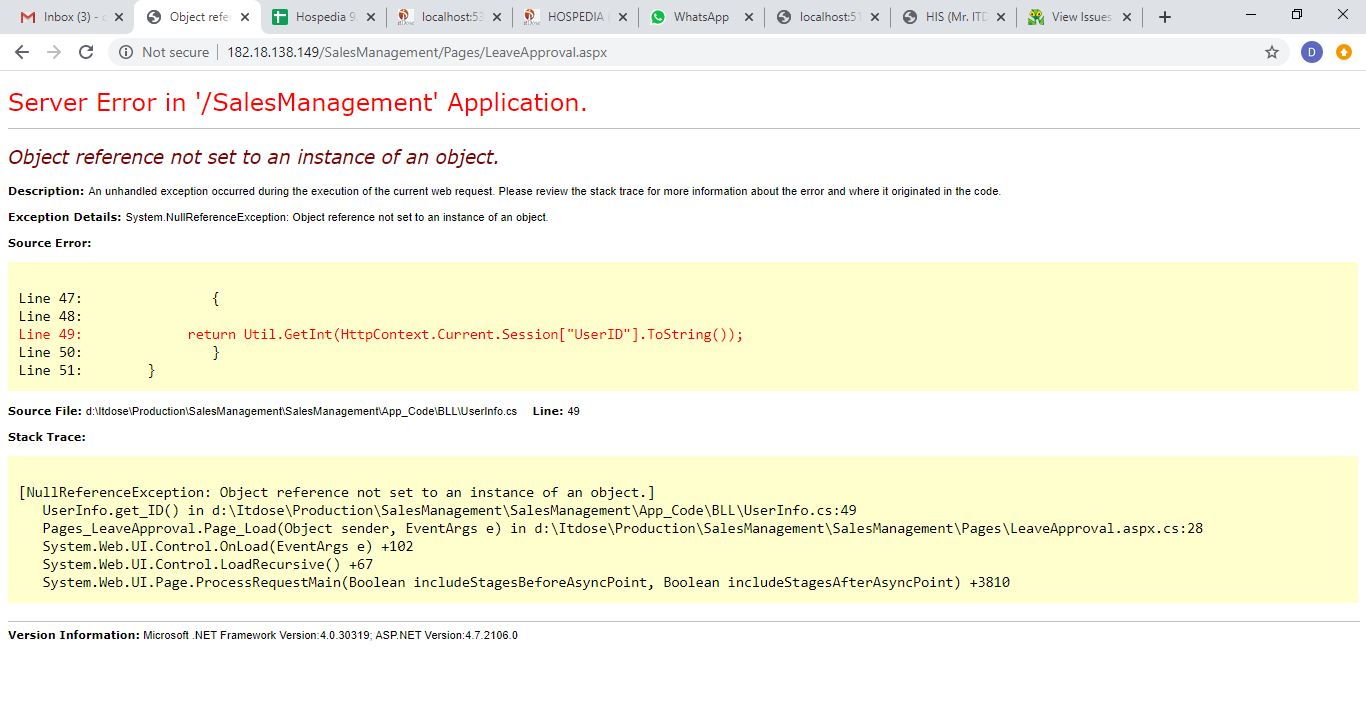 Inbox (3) - c
Object refer
Hospedia 9.
localhost:53
HOSPEDIA (
WhatsApp
localhost:51
HIS (Mr. ITD
View Issues
Not secure | 182.18.138.149/SalesManagement/Pages/LeaveApproval.aspx
D
Server Error in '/SalesManagement' Application.
Object reference not set to an instance of an object.
Description: An unhandled exception occurred during the execution of the current web request. Please review the stack trace for more information about the error and where it originated in the code.
Exception Details: System.NullReferenceException: Object reference not set to an instance of an object.
Source Error:
Line 47:                {
Line 48:
Line 49:             return Util.GetInt(HttpContext.Current.Session["UserID"].ToString());
Line 50:                }
Line 51:        }
Source File: d:\Itdose\Production\SalesManagement\SalesManagement\App_Code\BLL\UserInfo.cs    Line: 49
Stack Trace:
[NullReferenceException: Object reference not set to an instance of an object.]
UserInfo.get_ID() in d:\Itdose\Production\SalesManagement\SalesManagement\App_Code\BLL\UserInfo.cs:49
Pages_LeaveApproval.Page_Load(Object sender, EventArgs e) in d:\Itdose\Production\SalesManagement\SalesManagement\Pages\LeaveApproval.aspx.cs:28
System.Web.UI.Control.OnLoad(EventArgs e) +102
System.Web.UI.Control.LoadRecursive() +67
System.Web.UI.Page.ProcessRequestMain(Boolean includeStagesBeforeAsyncPoint, Boolean includeStagesAfterAsyncPoint) +3810
Version Information: Microsoft .NET Framework Version:4.0.30319; ASP.NET Version:4.7.2106.0